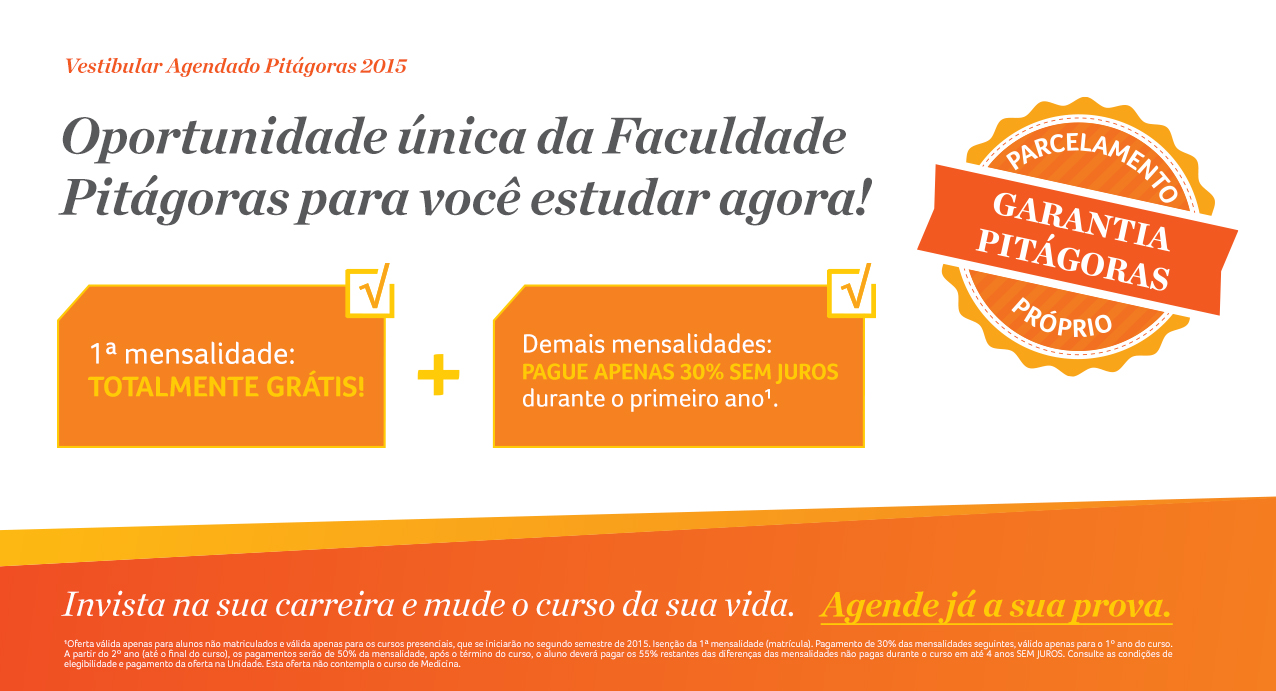 Vestibular Agendado Pitágoras 2015
Oportunidade única da Faculdade
Pitágoras para você estudar agora!
PARCELAMENTO
GARANTIA
PITÁGORAS
PRÓPRIO
1ª mensalidade:
TOTALMENTE GRÁTIS!
+
Demais mensalidades:
PAGUE APENAS 30% SEM JUROS
durante o primeiro ano¹.
Invista na sua carreira e mude o curso da sua vida. Agende já a sua prova.
¹Oferta válida apenas para alunos não matriculados e válida apenas para os cursos presenciais, que se iniciarão no segundo semestre de 2015. Isenção da 1ª mensalidade (matrícula). Pagamento de 30% das mensalidades seguintes, válido apenas para o 1º ano do curso.
A partir do 2º ano (até o final do curso), os pagamentos serão de 50% da mensalidade, após o término do curso, o aluno deverá pagar os 55% restantes das diferenças das mensalidades não pagas durante o curso em até 4 anos SEM JUROS. Consulte as condições de
elegibilidade e pagamento da oferta na Unidade. Esta oferta não contempla o curso de Medicina.